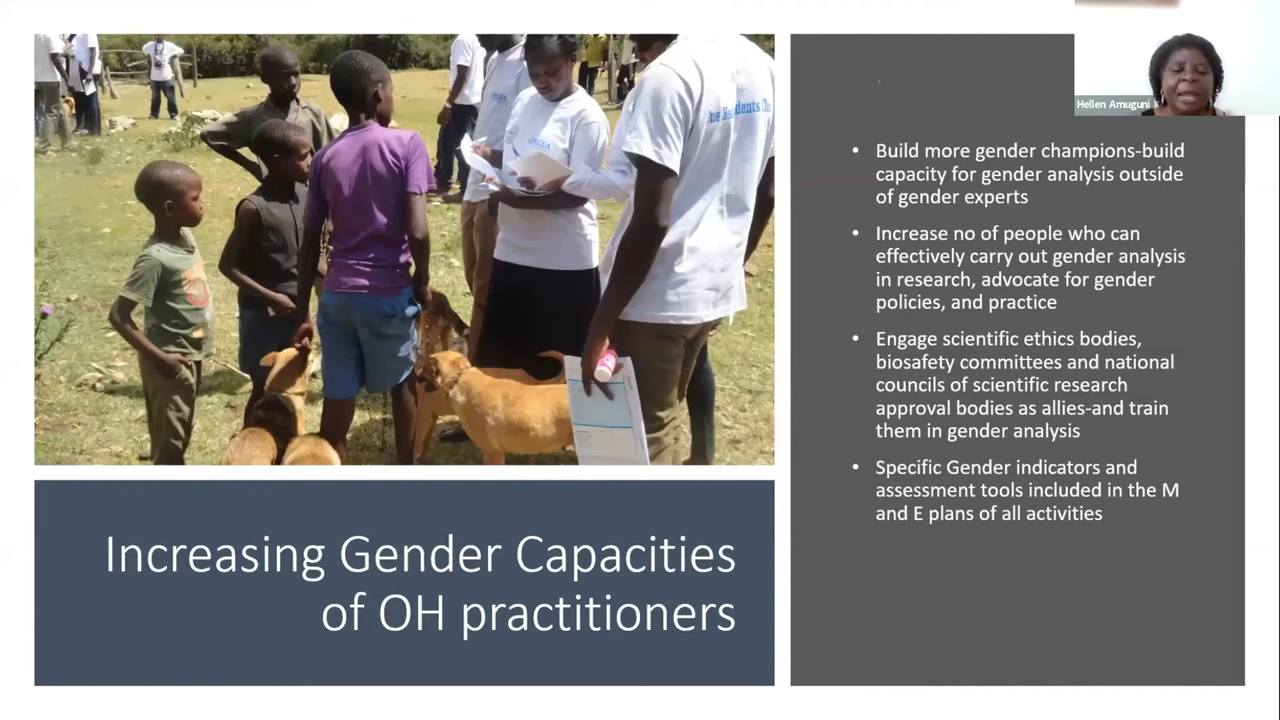 Hellen Amuguni
• Build more gender champions-build
capacity for gender analysis outside
of gender experts
• Increase no of people who can
effectively carry out gender analysis
in research, advocate for gender
policies, and practice
• Engage scientific ethics bodies,
biosafety committees and national
councils of scientific research
approval bodies as allies-and train
them in gender analysis
• Specific Gender indicators and
assessment tools included in the M
and E plans of all activities
Increasing Gender Capacities
of OH practitioners